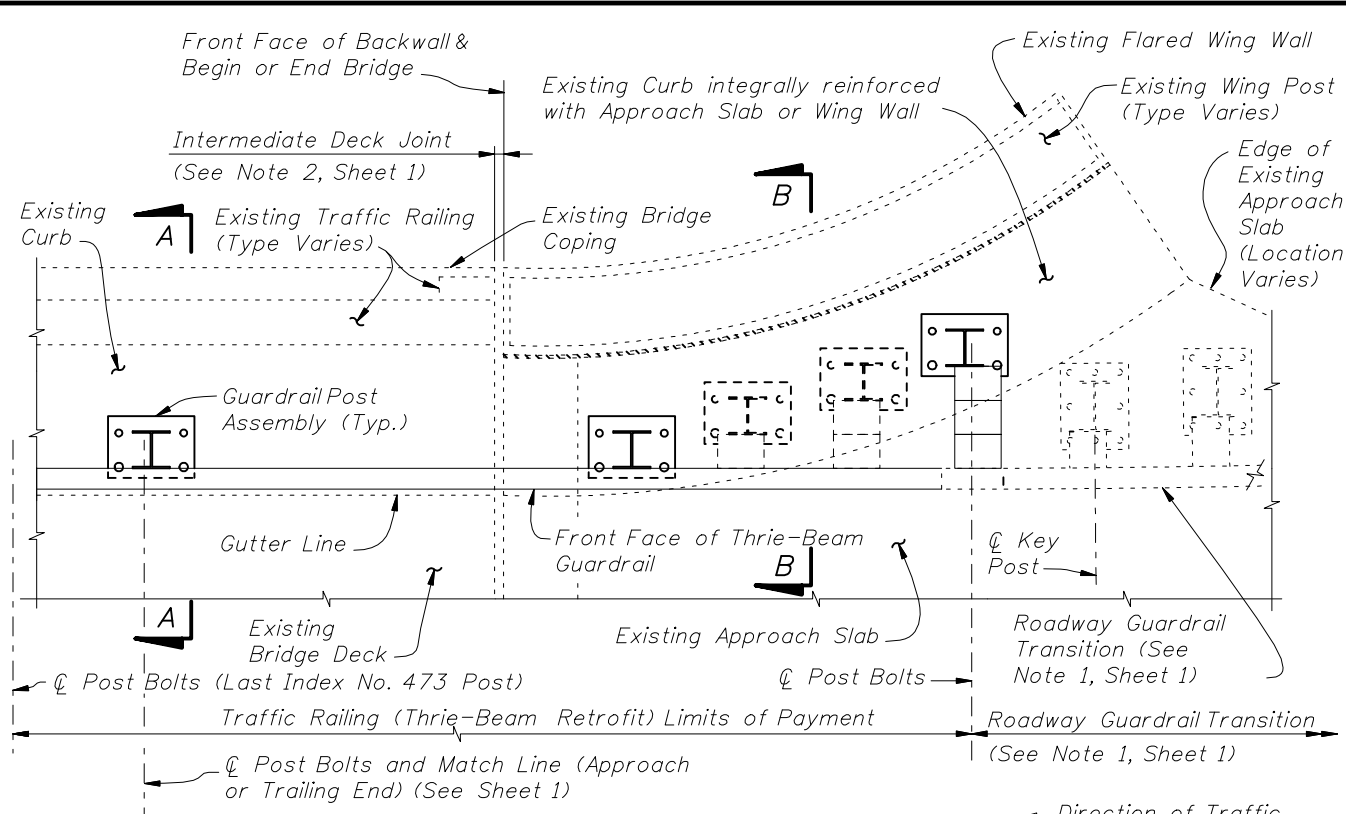 Front Face of Backwall &
Begin or End Bridge
Existing Flared Wing Wall
Existing Curb integrally reinforced
with Approach Slab or Wing Wall
Existing Wing Post
(Type Varies)
Intermediate Deck Joint
(See Note 2, Sheet 1)
Edge of
Existing
Approach
Slab
(Location
Varies)
Existing
Curb
A
Existing Traffic Railing
(Type Varies)
Existing Bridge
Coping
B
Guardrail Post
Assembly (Typ.)
Gutter Line
Front Face of Thrie-Beam
Guardrail
B
℄ Key
Post
A
Existing
Bridge Deck
Existing Approach Slab
Roadway Guardrail
Transition (See
Note 1, Sheet 1)
℄ Post Bolts (Last Index No. 473 Post)
℄ Post Bolts
Traffic Railing (Thrie-Beam Retrofit) Limits of Payment
Roadway Guardrail Transition
(See Note 1, Sheet 1)
℄ Post Bolts and Match Line (Approach
or Trailing End) (See Sheet 1)
Direction of Traffic